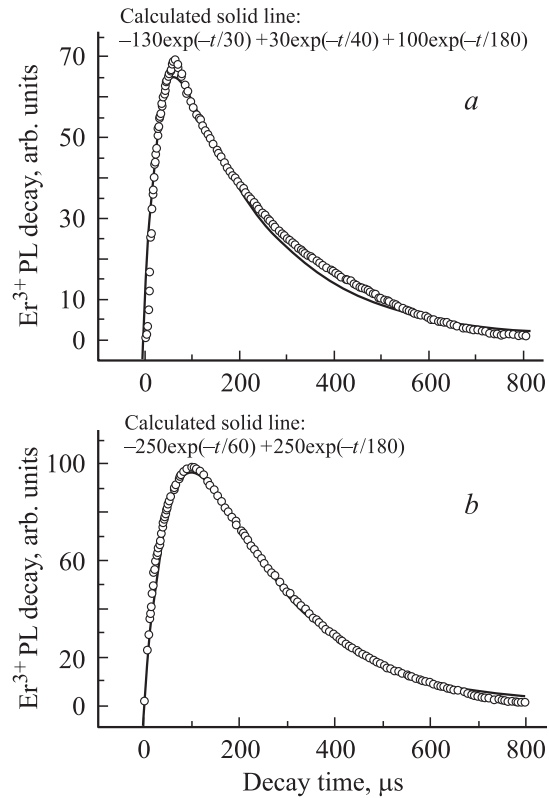 Calculated solid line:
–130exp(–t/30) +30exp(–t/40) +100exp(–t/180)
a
Er³⁺ PL decay, arb. units
70
50
30
10
0
0 200 400 600 800
Calculated solid line:
–250exp(–t/60) +250exp(–t/180)
b
Er³⁺ PL decay, arb. units
100
60
20
0
0 200 400 600 800
Decay time, μs